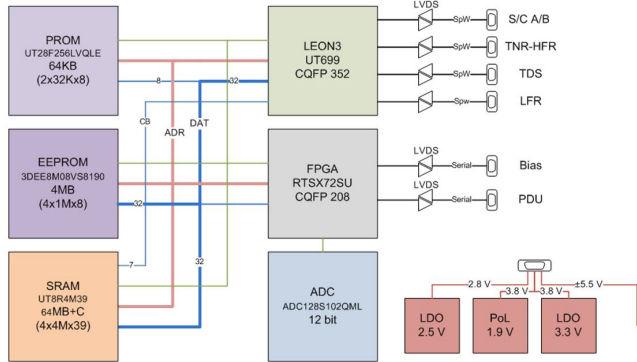 PROM
UT28F256LVQLE
64KB
(2x32Kx8)
EEPROM
3DEE8M08VS8190
4MB
(4x1Mx8)
SRAM
UT8R4M39
64MB+C
(4x4Mx39)
8
32
CB
ADR
DAT
32
32
7
LEON3
UT699
CQFP 352
FPGA
RTSX72SU
CQFP 208
ADC
ADC128S102QML
12 bit
LVDS
SpW
S/C A/B
SpW
TNR-HFR
SpW
TDS
Spw
LFR
LVDS
Serial
Bias
LVDS
Serial
PDU
2.8 V
3.8 V
3.8 V
±5.5 V
LDO
2.5 V
PoL
1.9 V
LDO
3.3 V